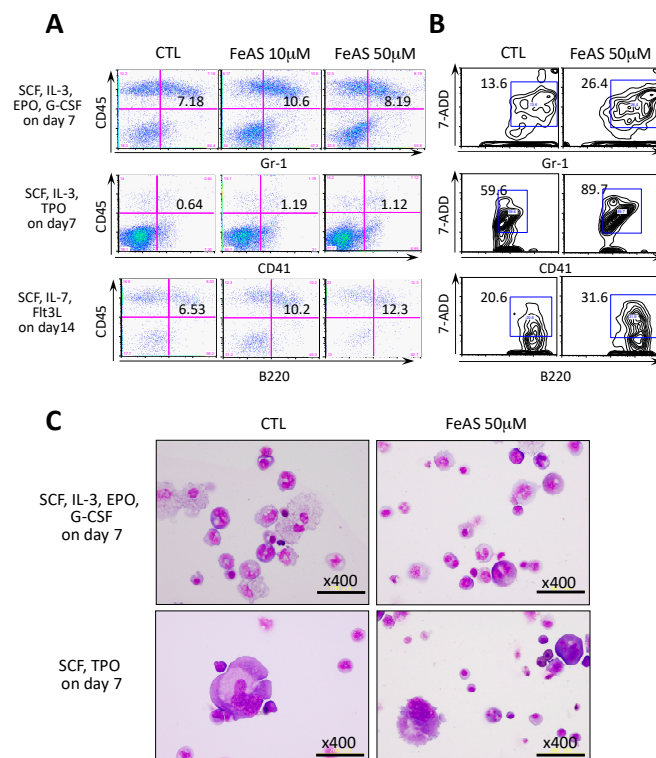 A
B
CTL
FeAS 10μM
FeAS 50μM
CTL
FeAS 50μM
SCF, IL-3,
EPO, G-CSF
on day 7
CD45
7.18
10.6
8.19
7-ADD
13.6
26.4
Gr-1
Gr-1
SCF, IL-3,
TPO
on day7
CD45
0.64
1.19
1.12
7-ADD
59.6
89.7
CD41
CD41
SCF, IL-7,
Flt3L
on day14
CD45
6.53
10.2
12.3
7-ADD
20.6
31.6
B220
B220
C
CTL
FeAS 50μM
SCF, IL-3, EPO,
G-CSF
on day 7
x400
x400
SCF, TPO
on day 7
x400
x400